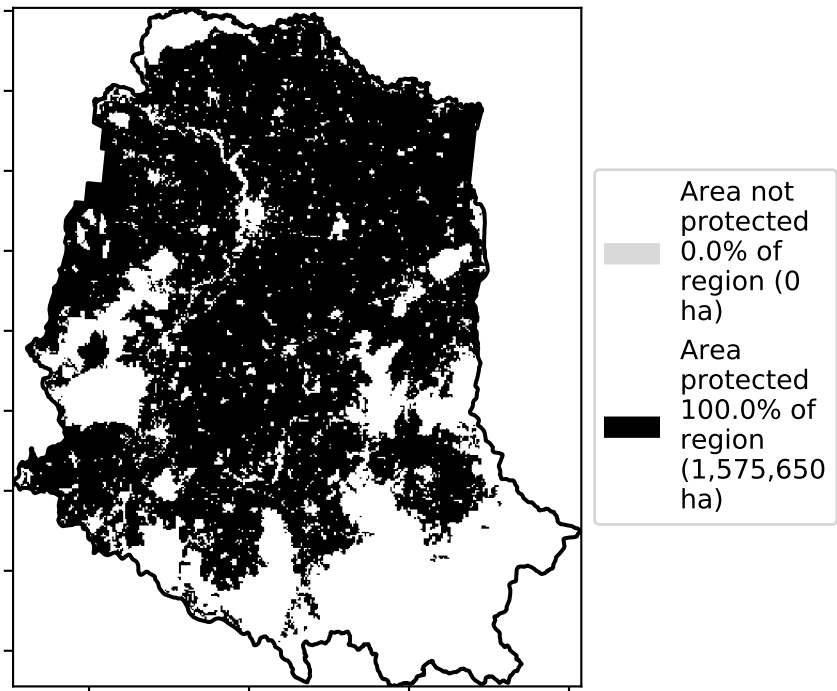 Area not
protected
0.0% of
region (0
ha)
Area
protected
100.0% of
region
(1,575,650
ha)